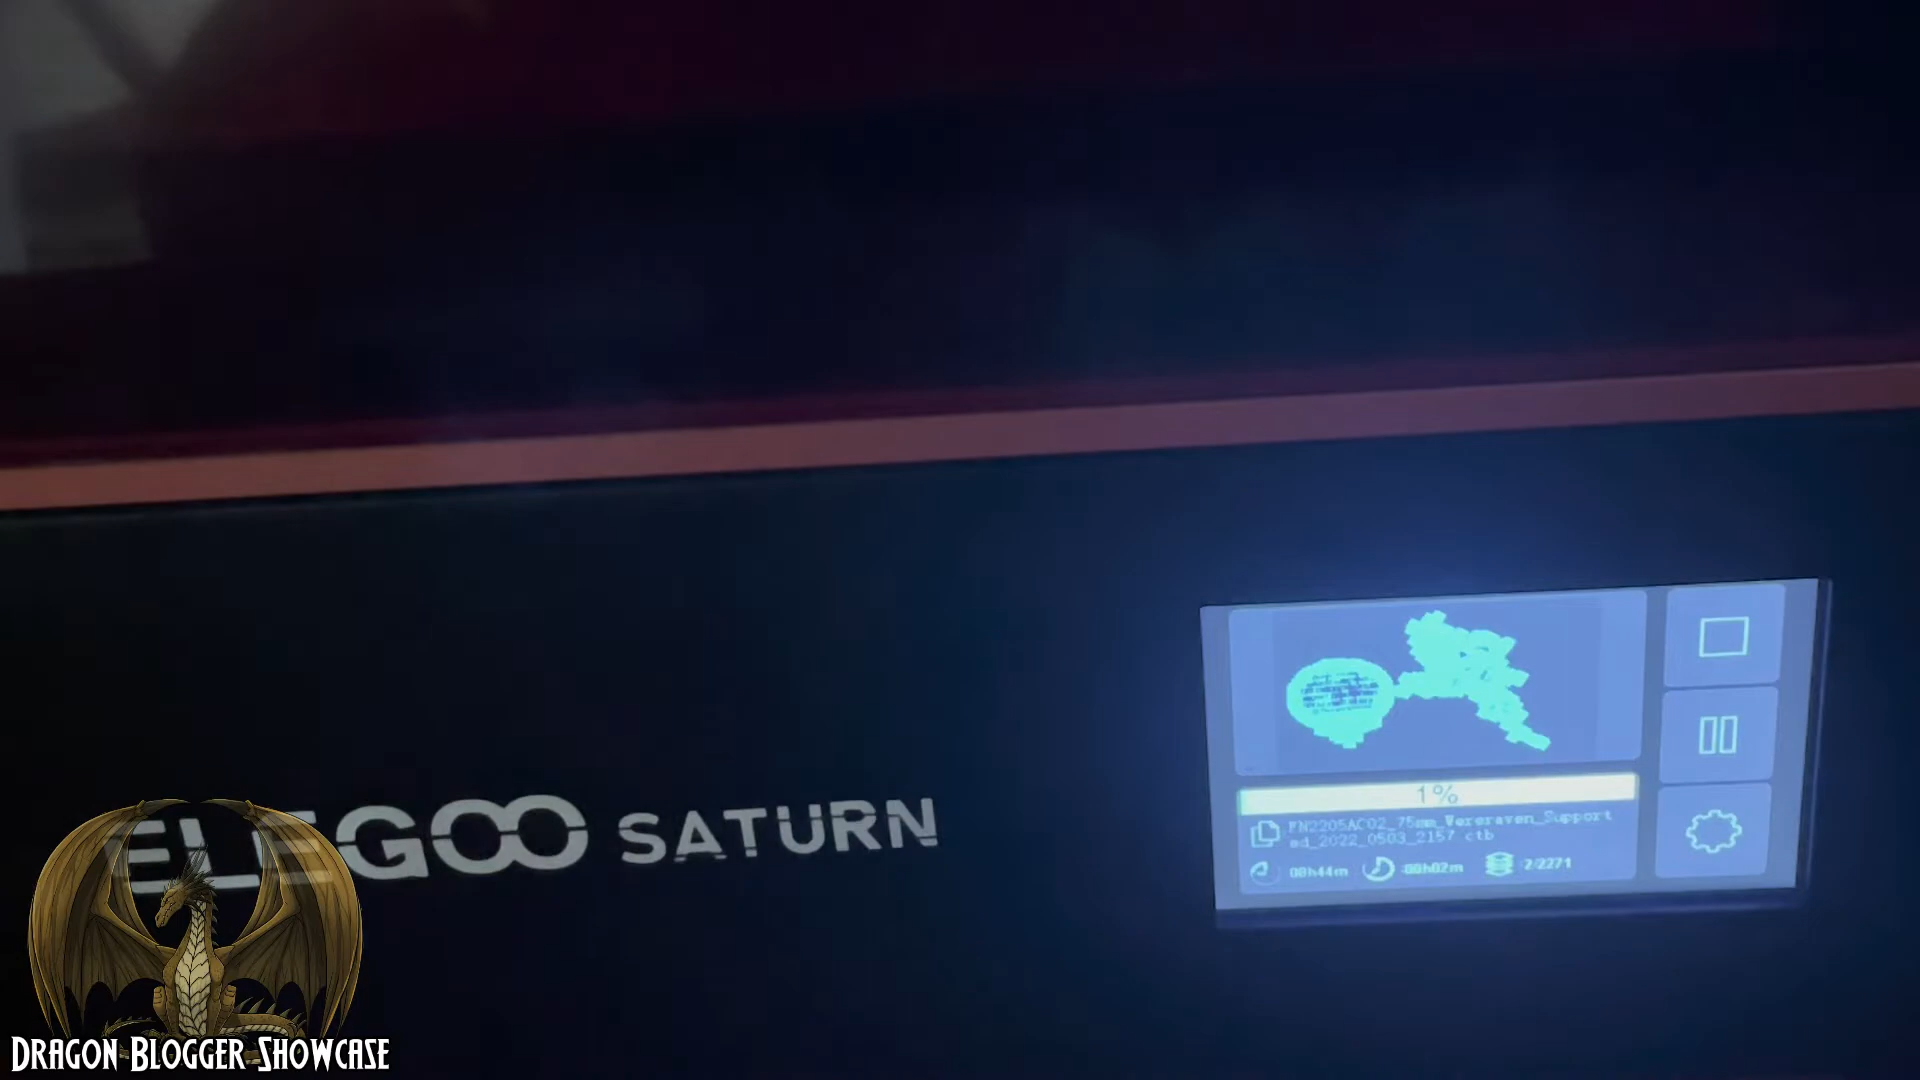 ELEGOO SATURN
1%
FN2205AC02_75mm_Wereraven_Support
ed_2022_0503_2157.ctb
00h44m 00h02m 2/2271
DRAGON BLOGGER SHOWCASE